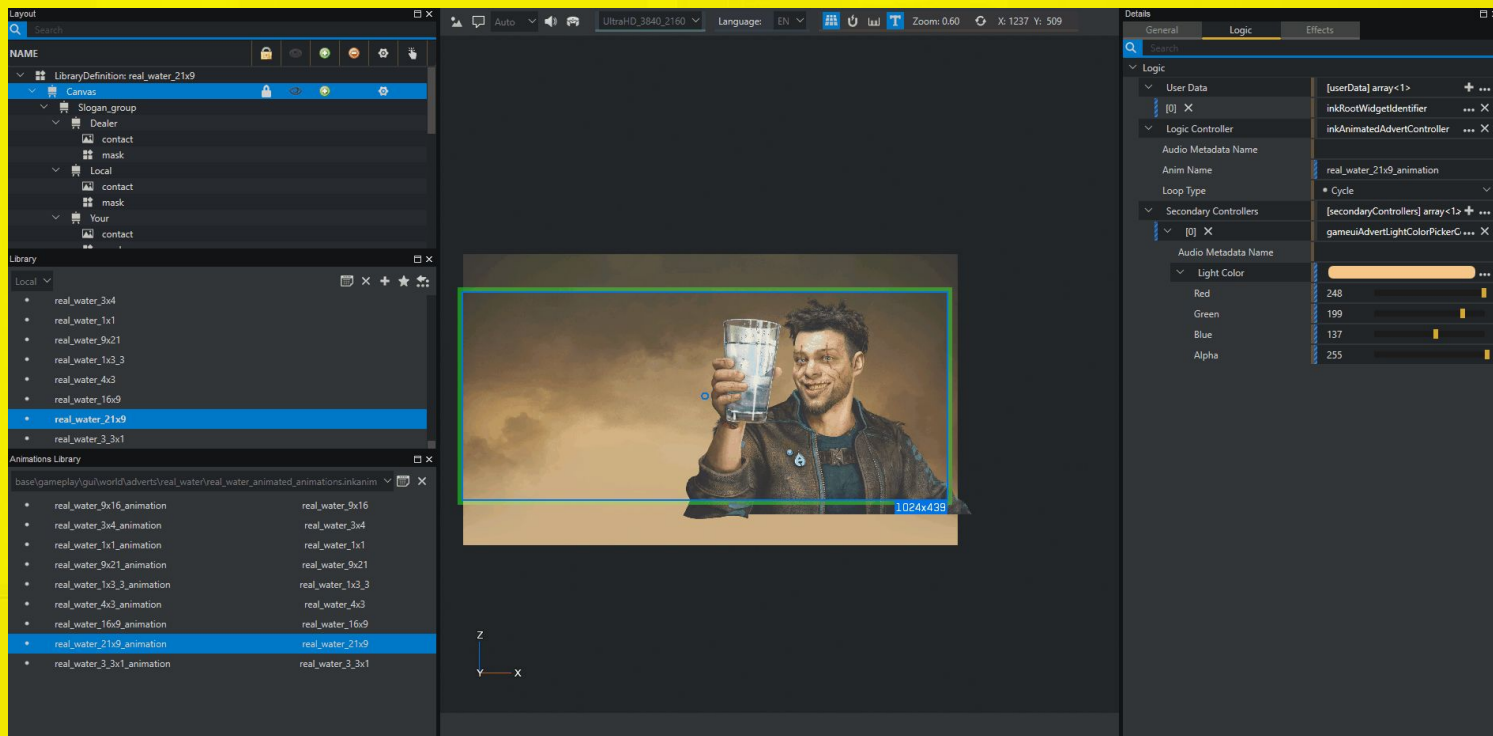 Layout
Search
NAME
LibraryDefinition: real_water_21x9
Canvas
Slogan_group
Dealer
contact
mask
Local
contact
mask
Your
contact
Library
Local
real_water_3x4
real_water_1x1
real_water_9x21
real_water_1x3_3
real_water_4x3
real_water_16x9
real_water_21x9
real_water_3_3x1
Animations Library
base\gameplay\gui\world\adverts\real_water\real_water_animated_animations.inkanim
real_water_9x16_animation real_water_9x16
real_water_3x4_animation real_water_3x4
real_water_1x1_animation real_water_1x1
real_water_9x21_animation real_water_9x21
real_water_1x3_3_animation real_water_1x3_3
real_water_4x3_animation real_water_4x3
real_water_16x9_animation real_water_16x9
real_water_21x9_animation real_water_21x9
real_water_3_3x1_animation real_water_3_3x1
Auto UltraHD_3840_2160 Language: EN T Zoom: 0.60 X: 1237 Y: 509
1024x439
Z
Y X
Details
General Logic Effects
Search
Logic
User Data [userData] array<1>
[0] inkRootWidgetIdentifier
Logic Controller inkAnimatedAdvertController
Audio Metadata Name
Anim Name real_water_21x9_animation
Loop Type Cycle
Secondary Controllers [secondaryControllers] array<1>
[0] gameuiAdvertLightColorPickerC
Audio Metadata Name
Light Color
Red 248
Green 199
Blue 137
Alpha 255